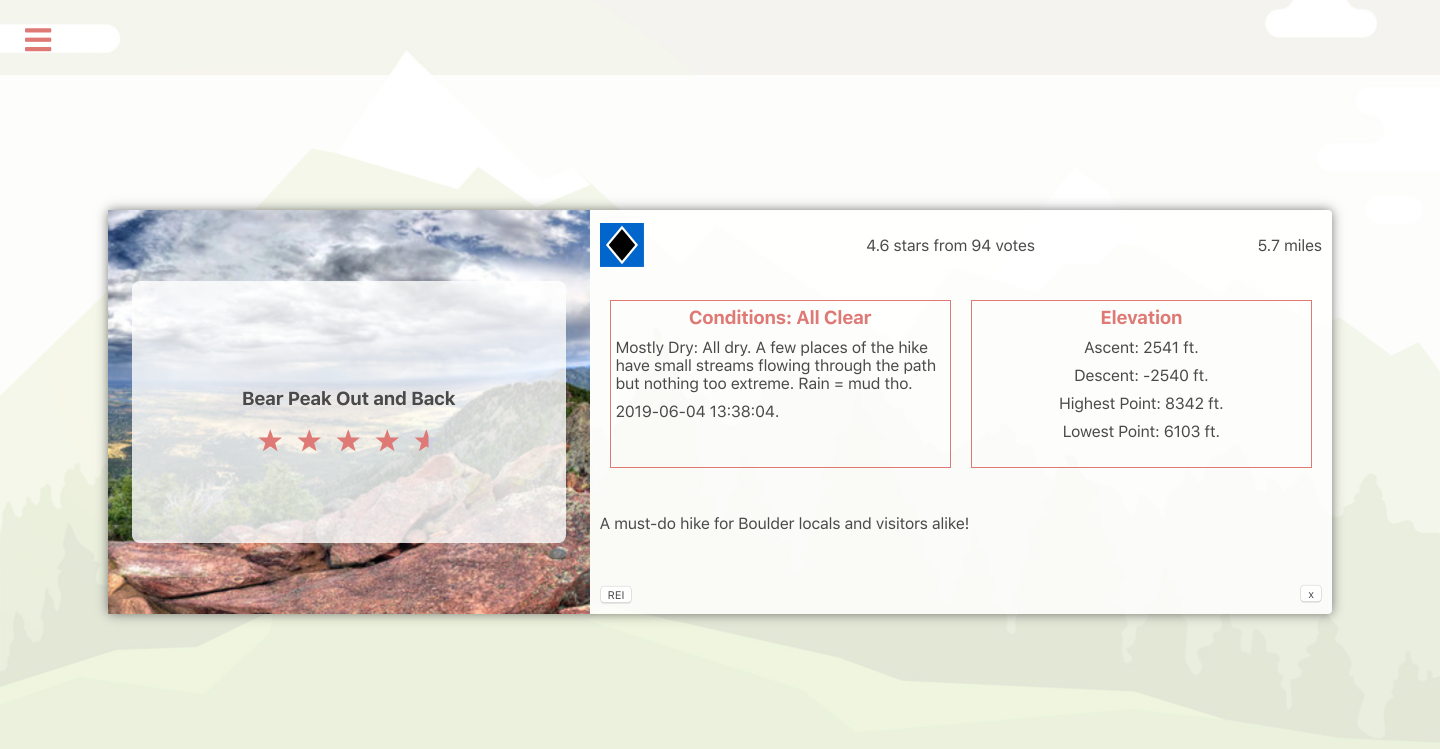 Bear Peak Out and Back
4.6 stars from 94 votes
5.7 miles
Conditions: All Clear
Mostly Dry: All dry. A few places of the hike
have small streams flowing through the path
but nothing too extreme. Rain = mud tho.
2019-06-04 13:38:04.
Elevation
Ascent: 2541 ft.
Descent: -2540 ft.
Highest Point: 8342 ft.
Lowest Point: 6103 ft.
A must-do hike for Boulder locals and visitors alike!
REI
x